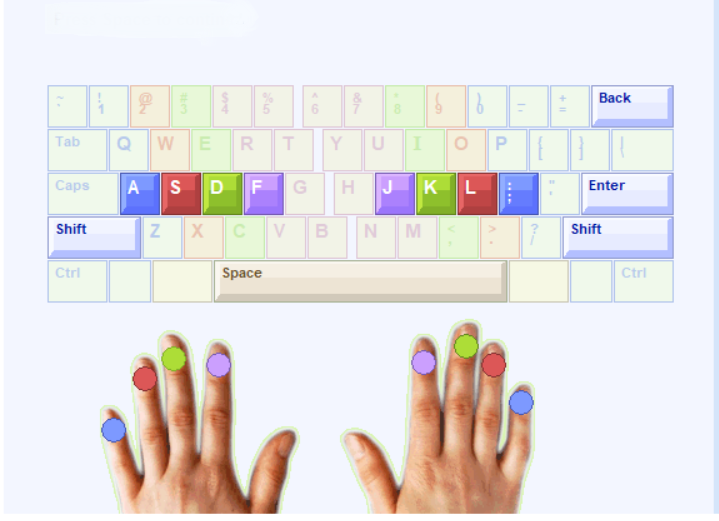 ~ ` ! 1 @ 2 # 3 $ 4 % 5 ^ 6 & 7 * 8 ( 9 ) 0 - _ + = Back
Tab Q W E R T Y U I O P { [ } ] | \
Caps A S D F G H J K L : ; " ' Enter
Shift Z X C V B N M < , > . ? / Shift
Ctrl Space Ctrl